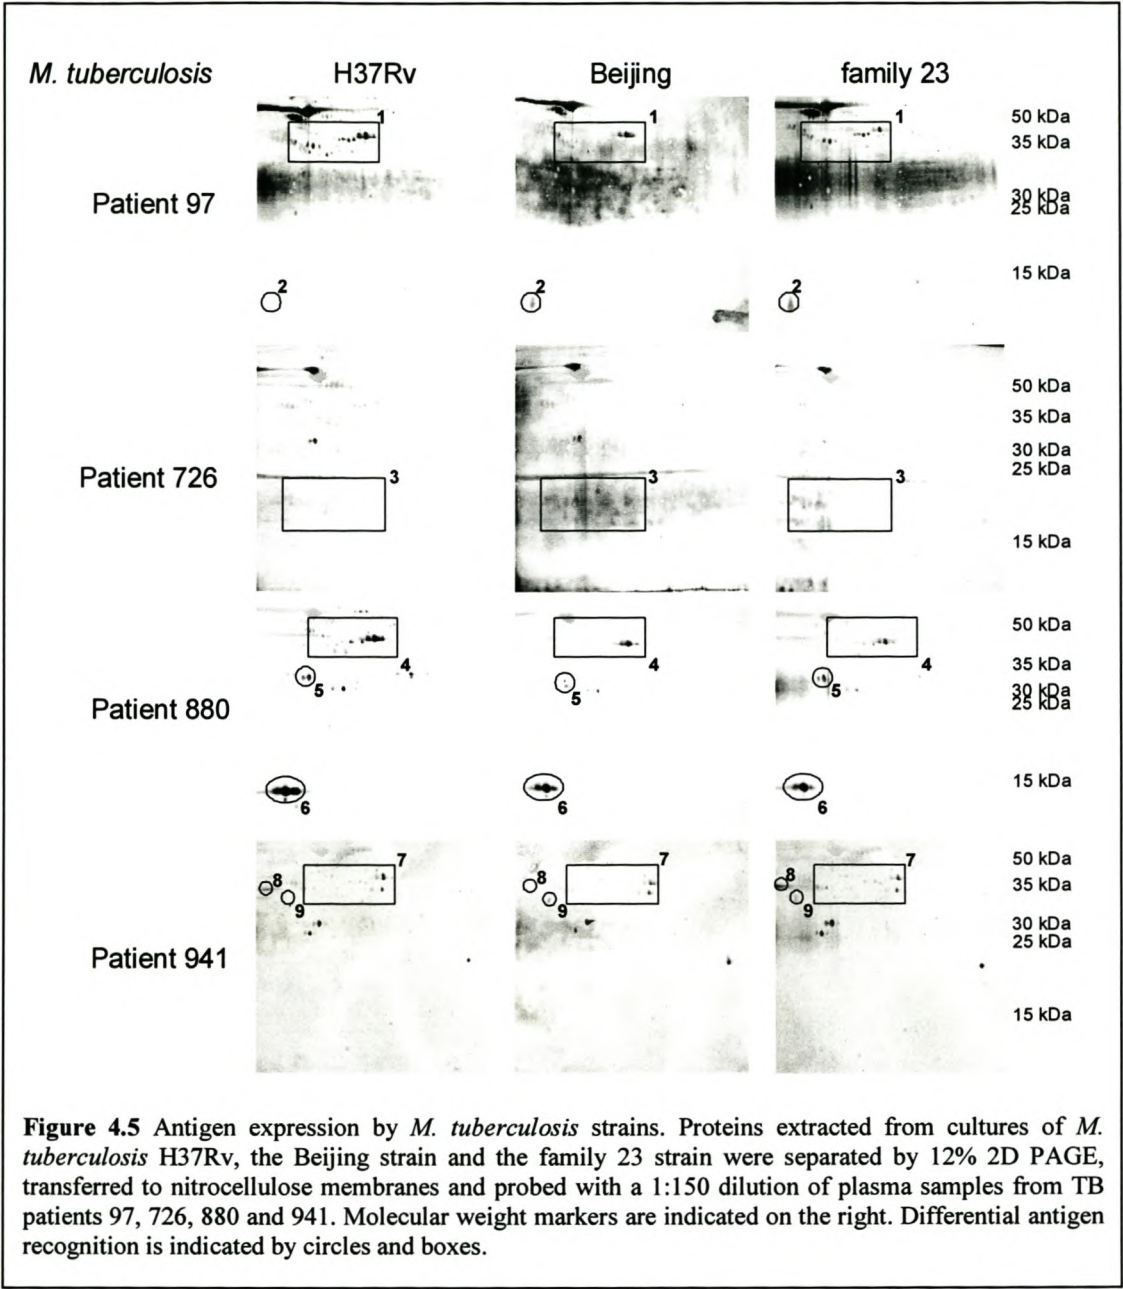 M. tuberculosis H37Rv Beijing family 23
1 1 50 kDa
35 kDa
Patient 97
30 kDa
25 kDa
15 kDa
2 2 2
50 kDa
35 kDa
30 kDa
25 kDa
Patient 726 3 3 3
15 kDa
50 kDa
4 4 4 35 kDa
5 5 5 30 kDa
25 kDa
Patient 880
15 kDa
6 6 6
7 7 7 50 kDa
8 8 8 35 kDa
9 9 9
30 kDa
25 kDa
Patient 941
15 kDa
Figure 4.5 Antigen expression by M. tuberculosis strains. Proteins extracted from cultures of M.
tuberculosis H37Rv, the Beijing strain and the family 23 strain were separated by 12% 2D PAGE,
transferred to nitrocellulose membranes and probed with a 1:150 dilution of plasma samples from TB
patients 97, 726, 880 and 941. Molecular weight markers are indicated on the right. Differential antigen
recognition is indicated by circles and boxes.